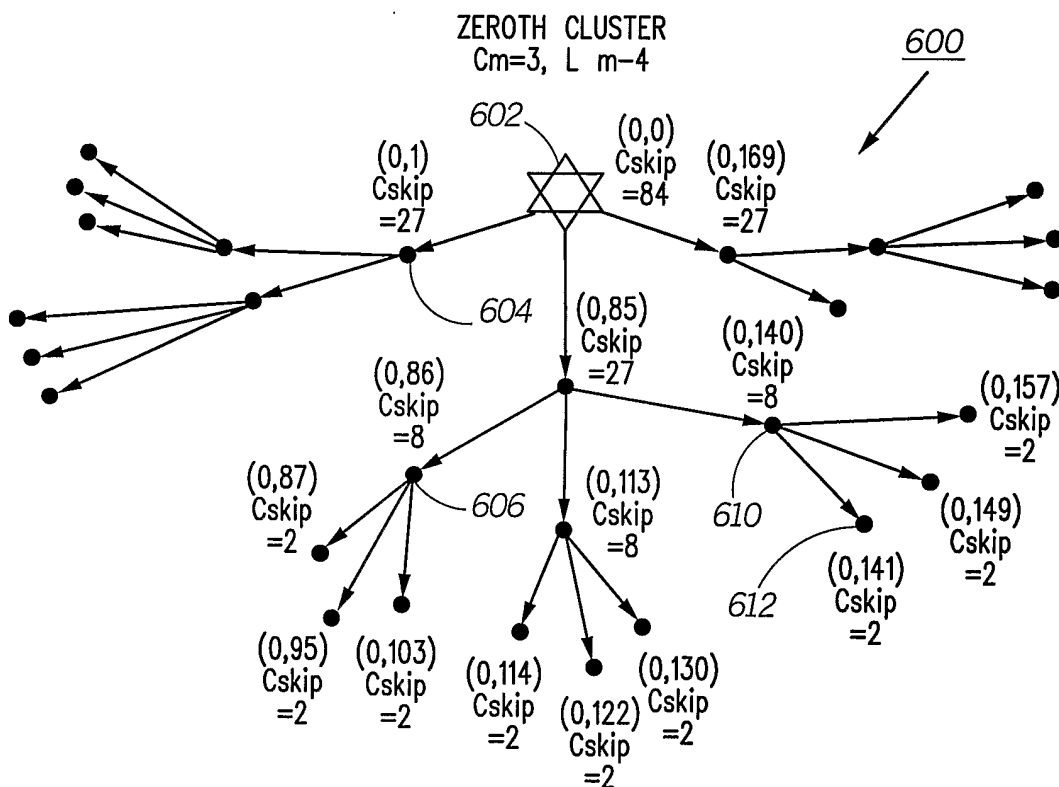 ZEROTH CLUSTER
Cm=3, L m-4
600
602
(0,0)
Cskip
=84
(0,1)
Cskip
=27
(0,169)
Cskip
=27
604
(0,85)
Cskip
=27
(0,140)
Cskip
=8
(0,157)
Cskip
=2
(0,86)
Cskip
=8
(0,87)
Cskip
=2
606
(0,113)
Cskip
=8
610
(0,149)
Cskip
=2
612
(0,141)
Cskip
=2
(0,95)
Cskip
=2
(0,103)
Cskip
=2
(0,114)
Cskip
=2
(0,122)
Cskip
=2
(0,130)
Cskip
=2